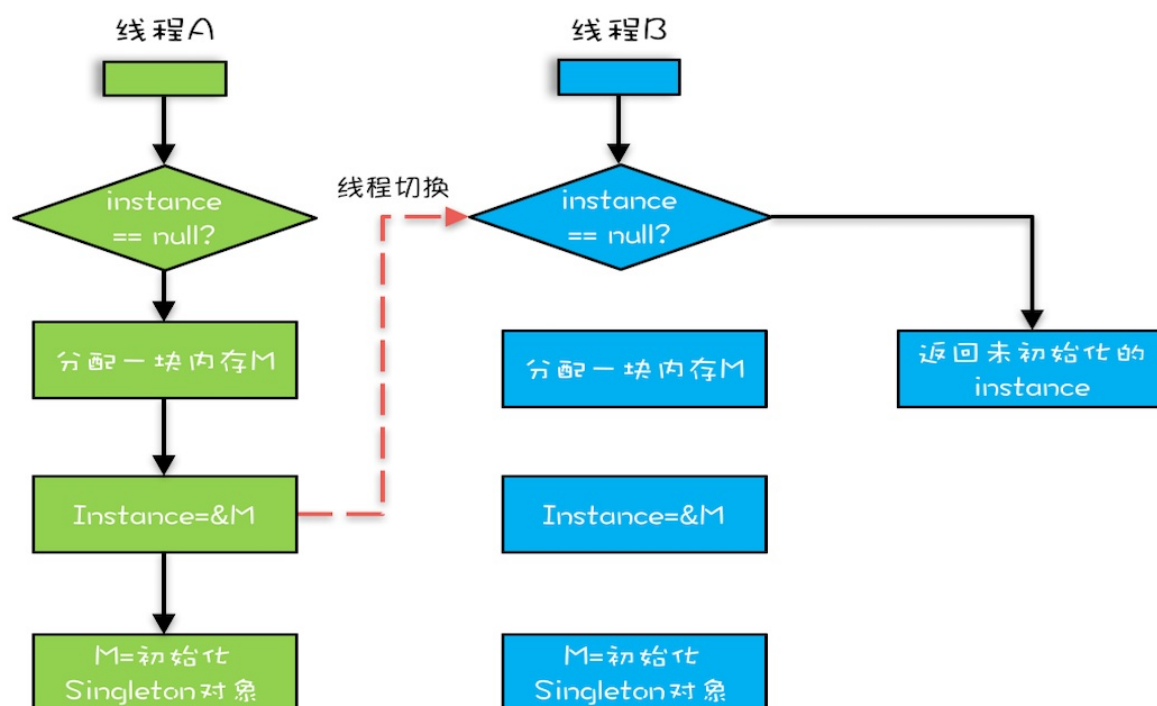 线程A
线程B
instance
== null?
线程切换
instance
== null?
分配一块内存M
分配一块内存M
返回未初始化的
instance
Instance=&M
Instance=&M
M=初始化
Singleton对象
M=初始化
Singleton对象